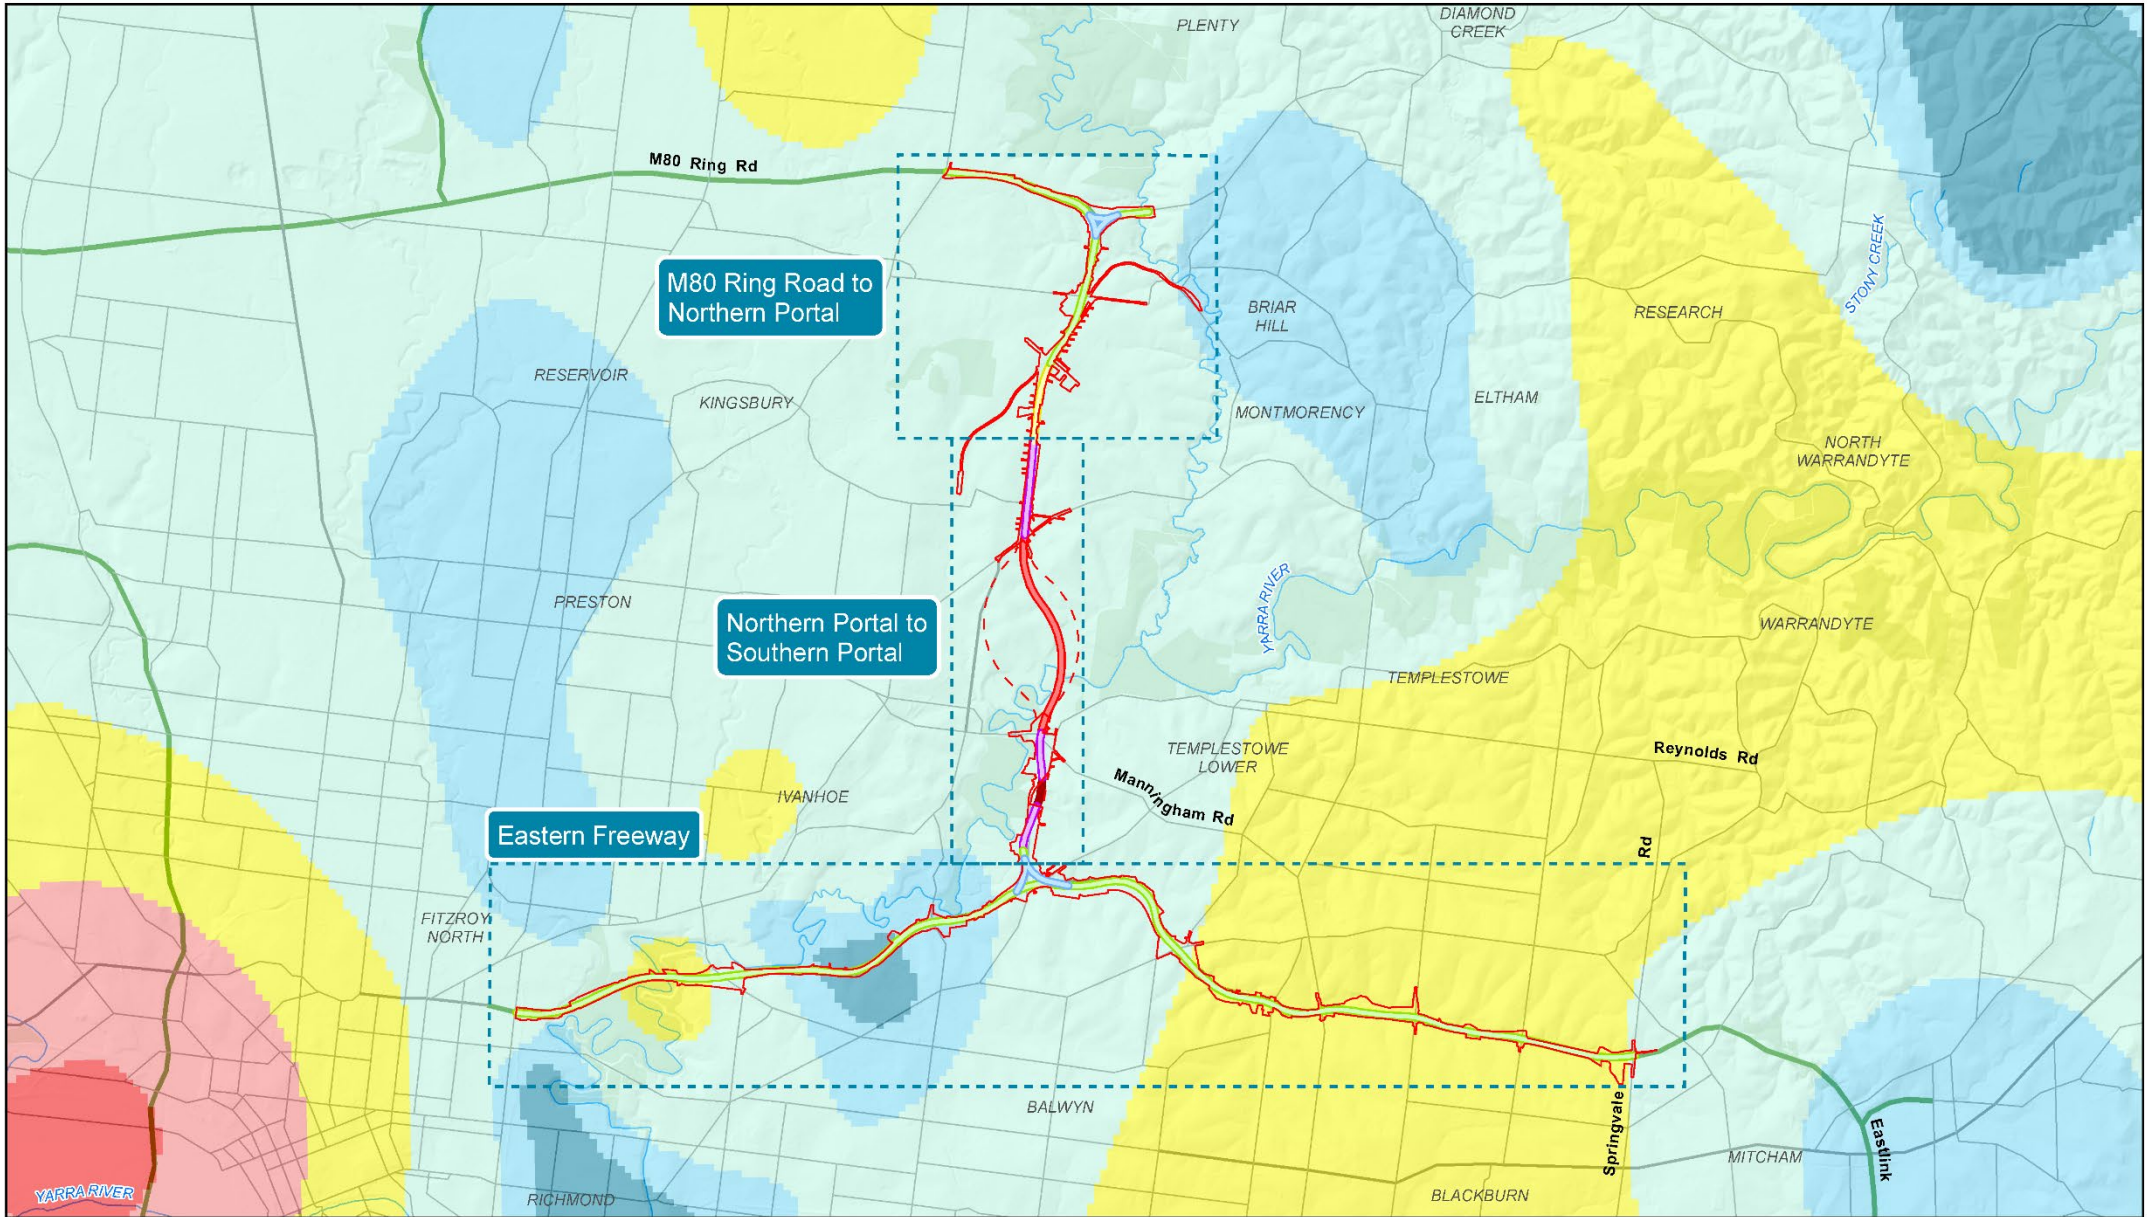 PLENTY
DIAMOND
CREEK
M80 Ring Rd
STONY CREEK
M80 Ring Road to
Northern Portal
BRIAR
HILL
RESEARCH
RESERVOIR
KINGSBURY
MONTMORENCY
ELTHAM
NORTH
WARRANDYTE
PRESTON
YARRA RIVER
WARRANDYTE
Northern Portal to
Southern Portal
TEMPLESTOWE
TEMPLESTOWE
LOWER
Reynolds Rd
Manningham Rd
IVANHOE
Eastern Freeway
Rd
FITZROY
NORTH
BALWYN
Springvale
MITCHAM
Eastlink
YARRA RIVER
RICHMOND
BLACKBURN